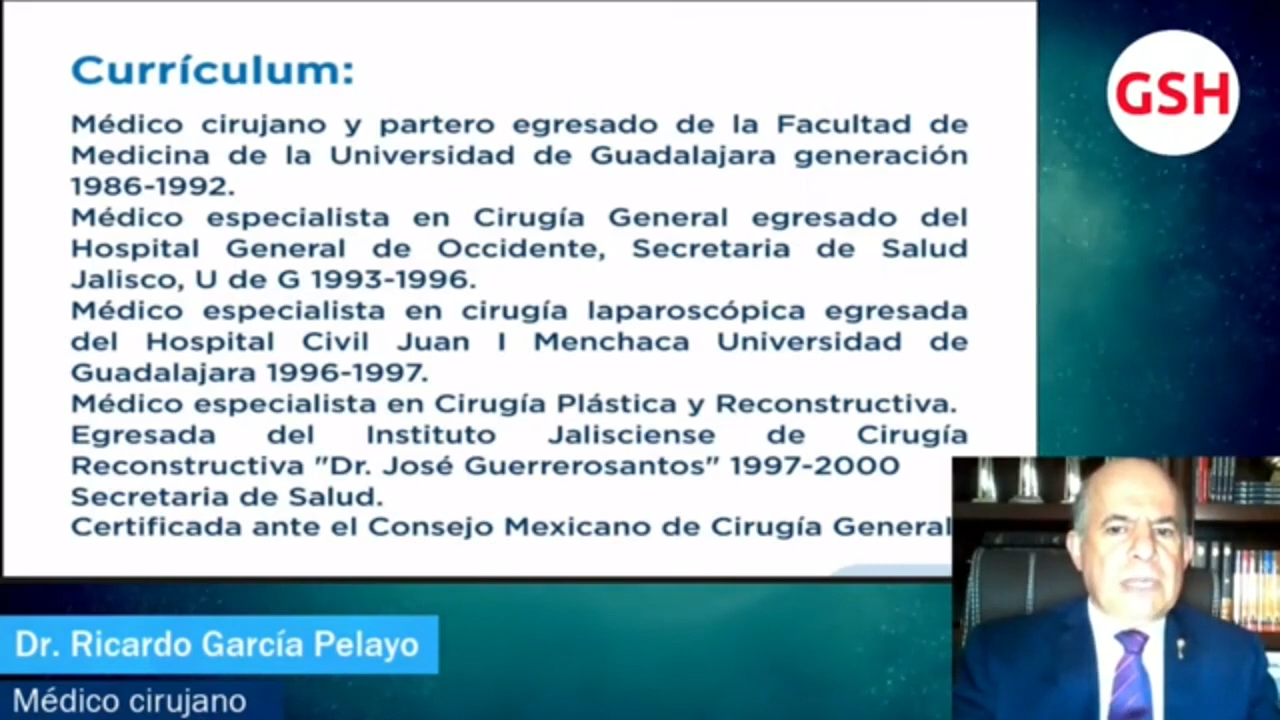 Currículum:
Médico cirujano y partero egresado de la Facultad de
Medicina de la Universidad de Guadalajara generación
1986-1992.
Médico especialista en Cirugía General egresado del
Hospital General de Occidente, Secretaria de Salud
Jalisco, U de G 1993-1996.
Médico especialista en cirugía laparoscópica egresada
del Hospital Civil Juan I Menchaca Universidad de
Guadalajara 1996-1997.
Médico especialista en Cirugía Plástica y Reconstructiva.
Egresada del Instituto Jalisciense de Cirugía
Reconstructiva "Dr. José Guerrerosantos" 1997-2000
Secretaria de Salud.
Certificada ante el Consejo Mexicano de Cirugía General
GSH
Dr. Ricardo García Pelayo
Médico cirujano